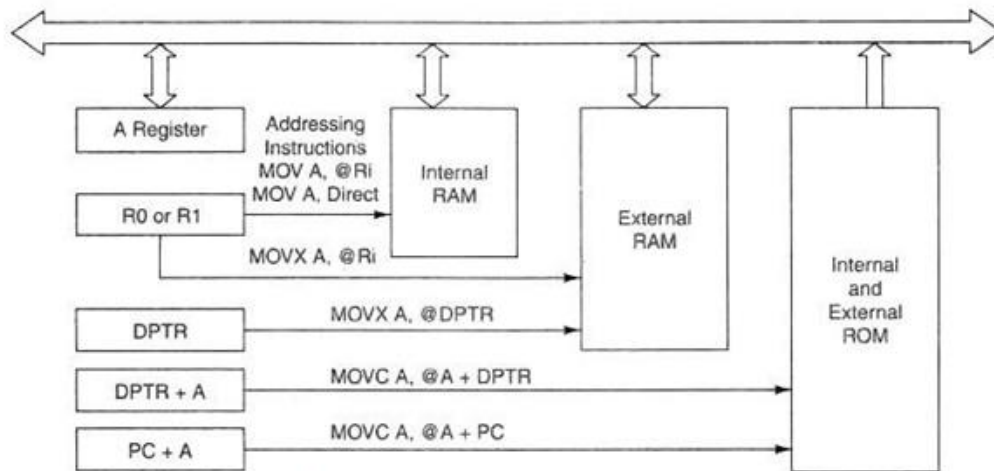 A Register
Addressing
Instructions
MOV A, @Ri
MOV A, Direct
Internal
RAM
External
RAM
Internal
and
External
ROM
R0 or R1
MOVX A, @Ri
DPTR
MOVX A, @DPTR
DPTR + A
MOVC A, @A + DPTR
PC + A
MOVC A, @A + PC